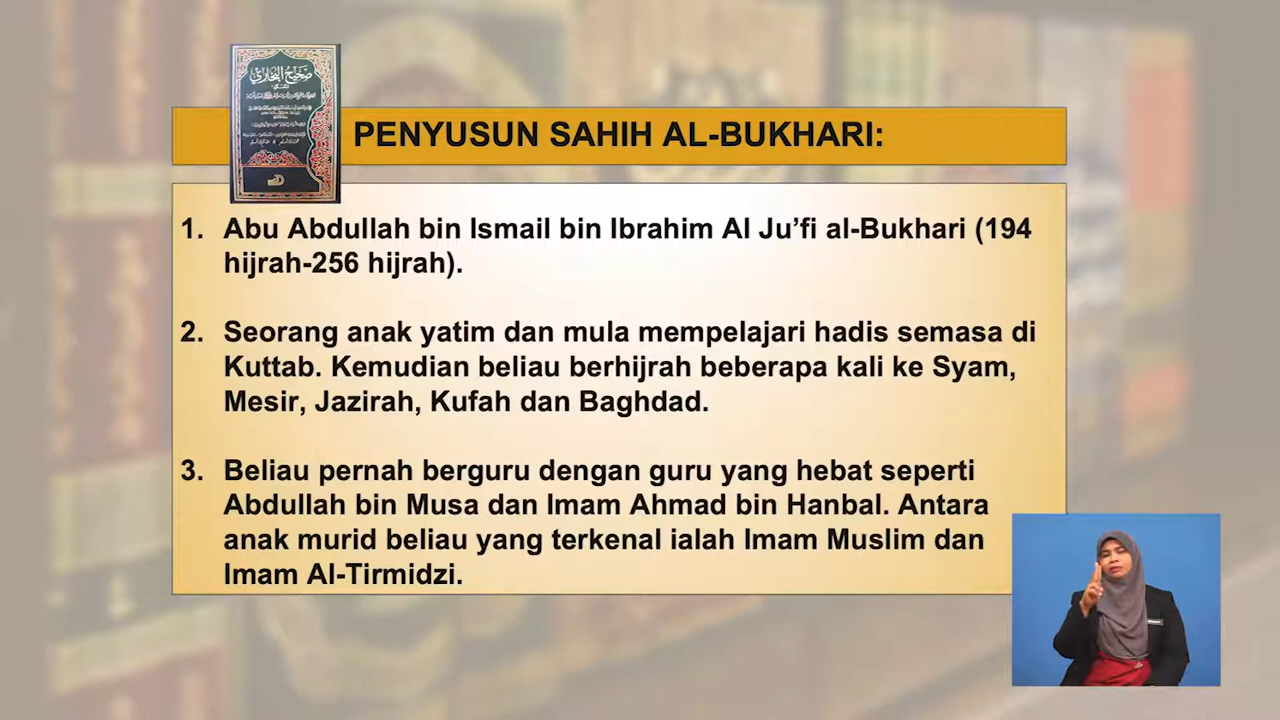 صحيح البخاري
PENYUSUN SAHIH AL-BUKHARI:
1. Abu Abdullah bin Ismail bin Ibrahim Al Ju’fi al-Bukhari (194
hijrah-256 hijrah).
2. Seorang anak yatim dan mula mempelajari hadis semasa di
Kuttab. Kemudian beliau berhijrah beberapa kali ke Syam,
Mesir, Jazirah, Kufah dan Baghdad.
3. Beliau pernah berguru dengan guru yang hebat seperti
Abdullah bin Musa dan Imam Ahmad bin Hanbal. Antara
anak murid beliau yang terkenal ialah Imam Muslim dan
Imam Al-Tirmidzi.